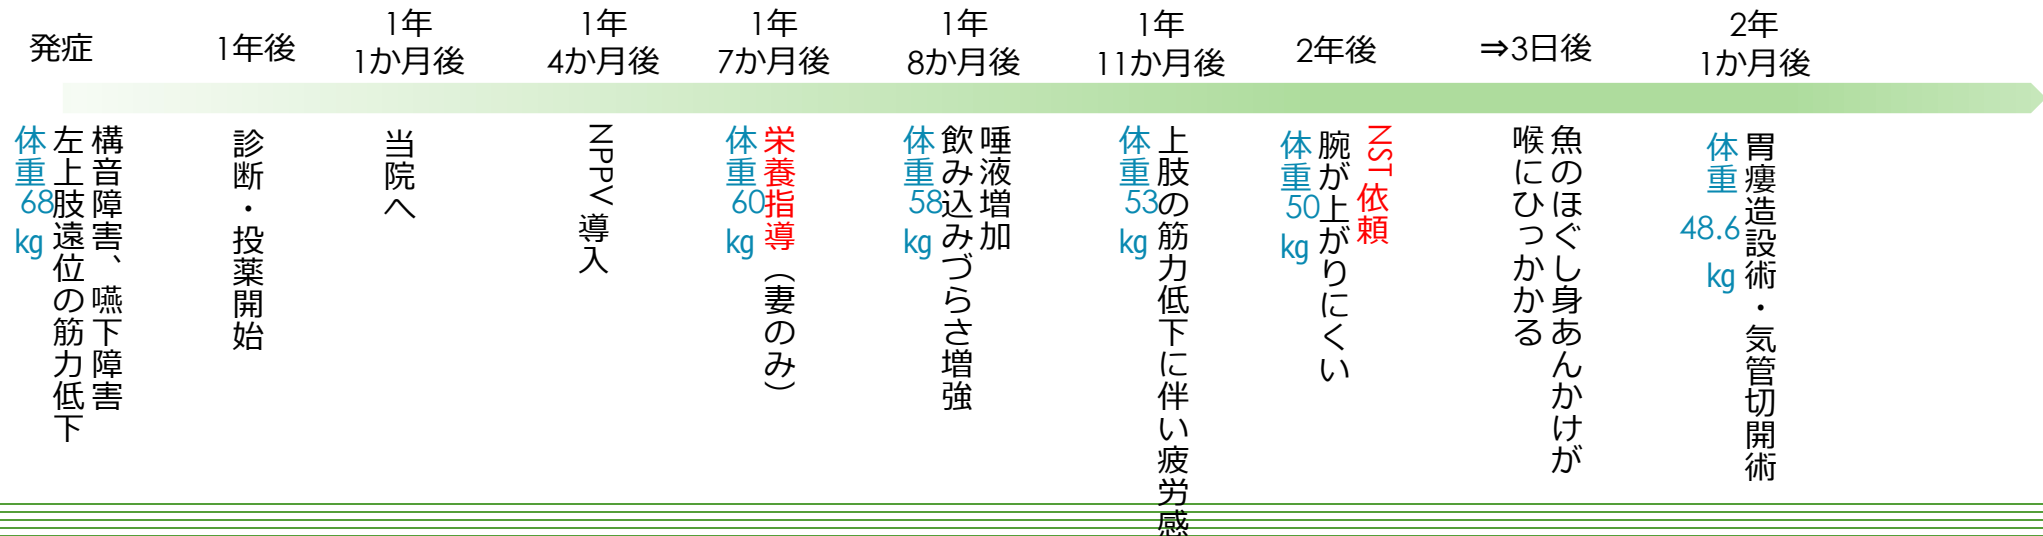 発症
1年後
1年
1か月後
1年
4か月後
1年
7か月後
1年
8か月後
1年
11か月後
2年後
⇒3日後
2年
1か月後
構音障害、嚥下障害
左上肢遠位の筋力低下
体重68kg
診断・投薬開始
当院へ
NPPV 導入
栄養指導（妻のみ）
体重60kg
唾液増加
飲み込みづらさ増強
体重58kg
上肢の筋力低下に伴い疲労感
体重53kg
NST 依頼
腕が上がりにくい
体重50kg
魚のほぐし身あんかけが
喉にひっかかる
胃瘻造設術・気管切開術
体重48.6kg